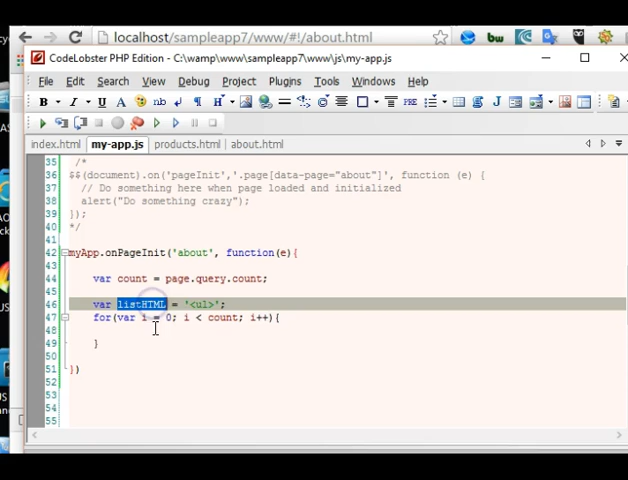 localhost/sampleapp7/www/#!/about.html
CodeLobster PHP Edition - C:\wamp\www\sampleapp7\www\js\my-app.js
File Edit Search View Debug Project Plugins Tools Windows Help
index.html my-app.js products.html about.html
35 /*
36 $$(document).on('pageInit','.page[data-page="about"]', function (e) {
37 // Do something here when page loaded and initialized
38 alert("Do something crazy");
39 });
40 */
41
42 myApp.onPageInit('about', function(e){
43
44 var count = page.query.count;
45
46 var listHTML = '<ul>';
47 for(var i = 0; i < count; i++){
48
49 }
50
51 })
52
53
54
55